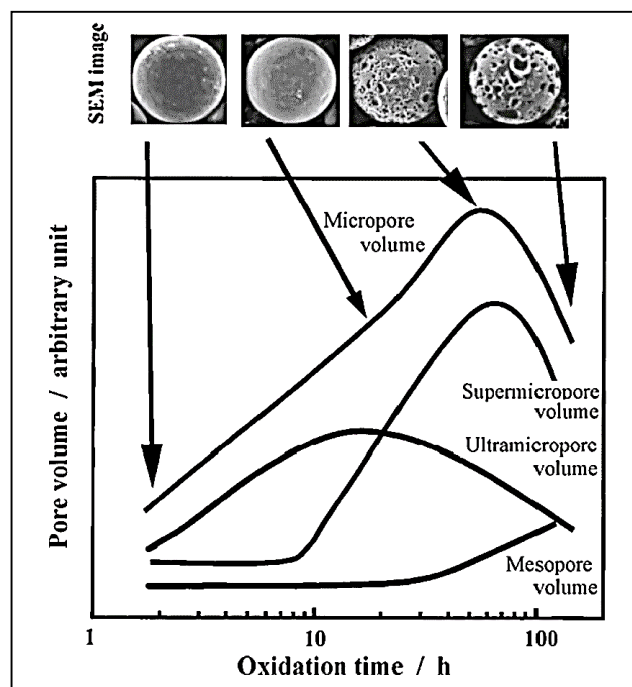 SEM image
Micropore
volume
Supermicropore
volume
Ultramicropore
volume
Mesopore
volume
Pore volume / arbitrary unit
1
10
100
Oxidation time / h